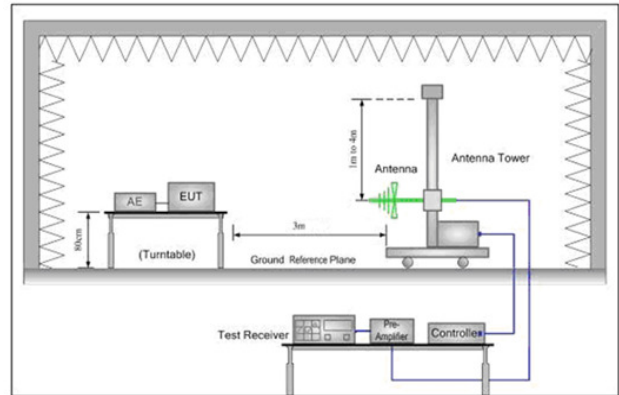 1m to 4m
Antenna
Antenna Tower
AE
EUT
3m
80cm
(Turntable)
Ground Reference Plane
Test Receiver
Pre-
Amplifier
Controller